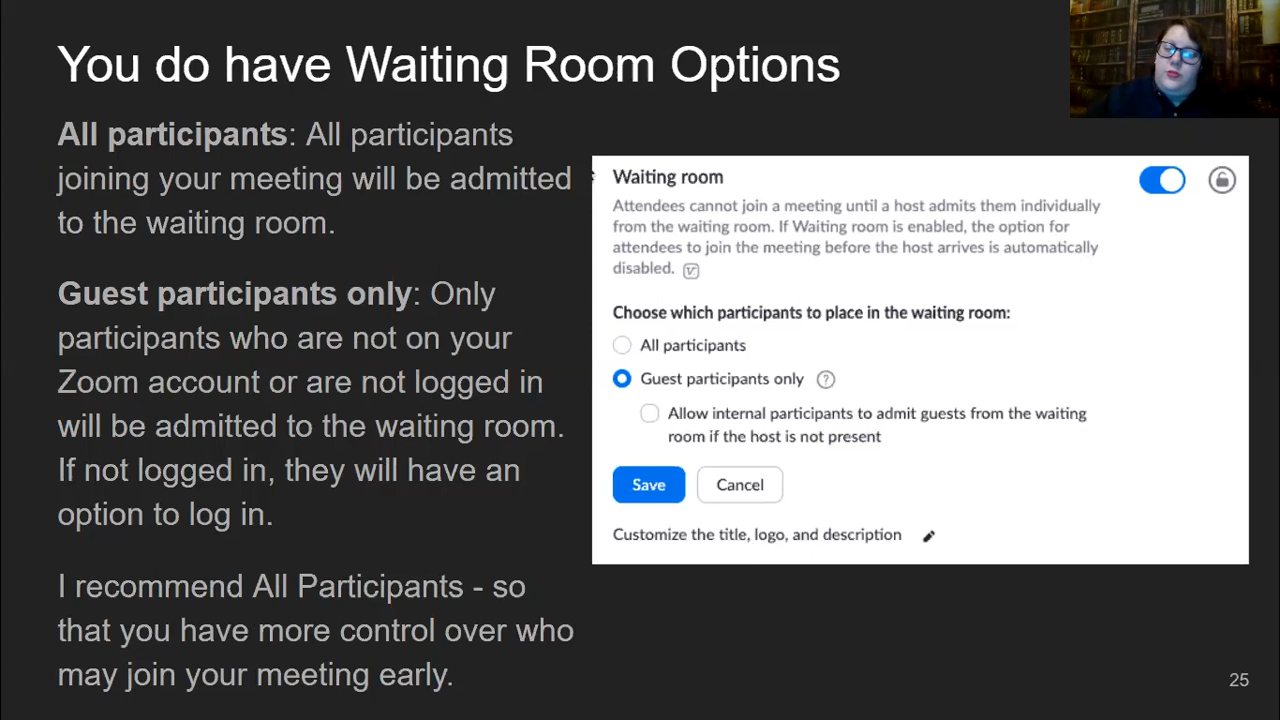 You do have Waiting Room Options
All participants: All participants
joining your meeting will be admitted
to the waiting room.
Guest participants only: Only
participants who are not on your
Zoom account or are not logged in
will be admitted to the waiting room.
If not logged in, they will have an
option to log in.
I recommend All Participants - so
that you have more control over who
may join your meeting early.
Waiting room
Attendees cannot join a meeting until a host admits them individually
from the waiting room. If Waiting room is enabled, the option for
attendees to join the meeting before the host arrives is automatically
disabled.
Choose which participants to place in the waiting room:
All participants
Guest participants only ?
Allow internal participants to admit guests from the waiting
room if the host is not present
Save Cancel
Customize the title, logo, and description
25